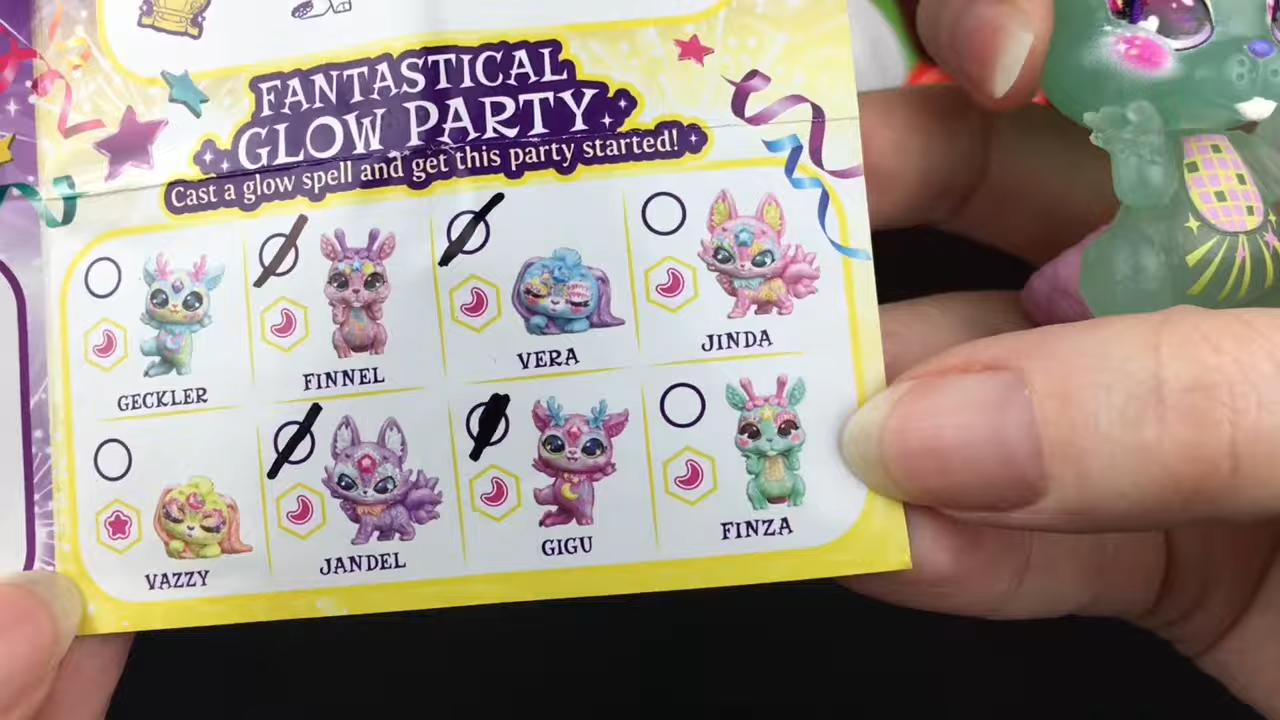 FANTASTICAL
GLOW PARTY
Cast a glow spell and get this party started!
GECKLER
FINNEL
VERA
JINDA
VAZZY
JANDEL
GIGU
FINZA